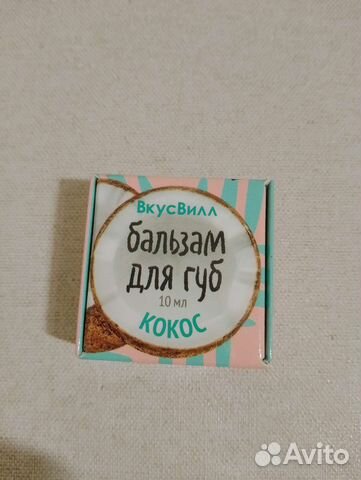 ВкусВилл
бальзам
для губ
10 мл
кокос
Avito